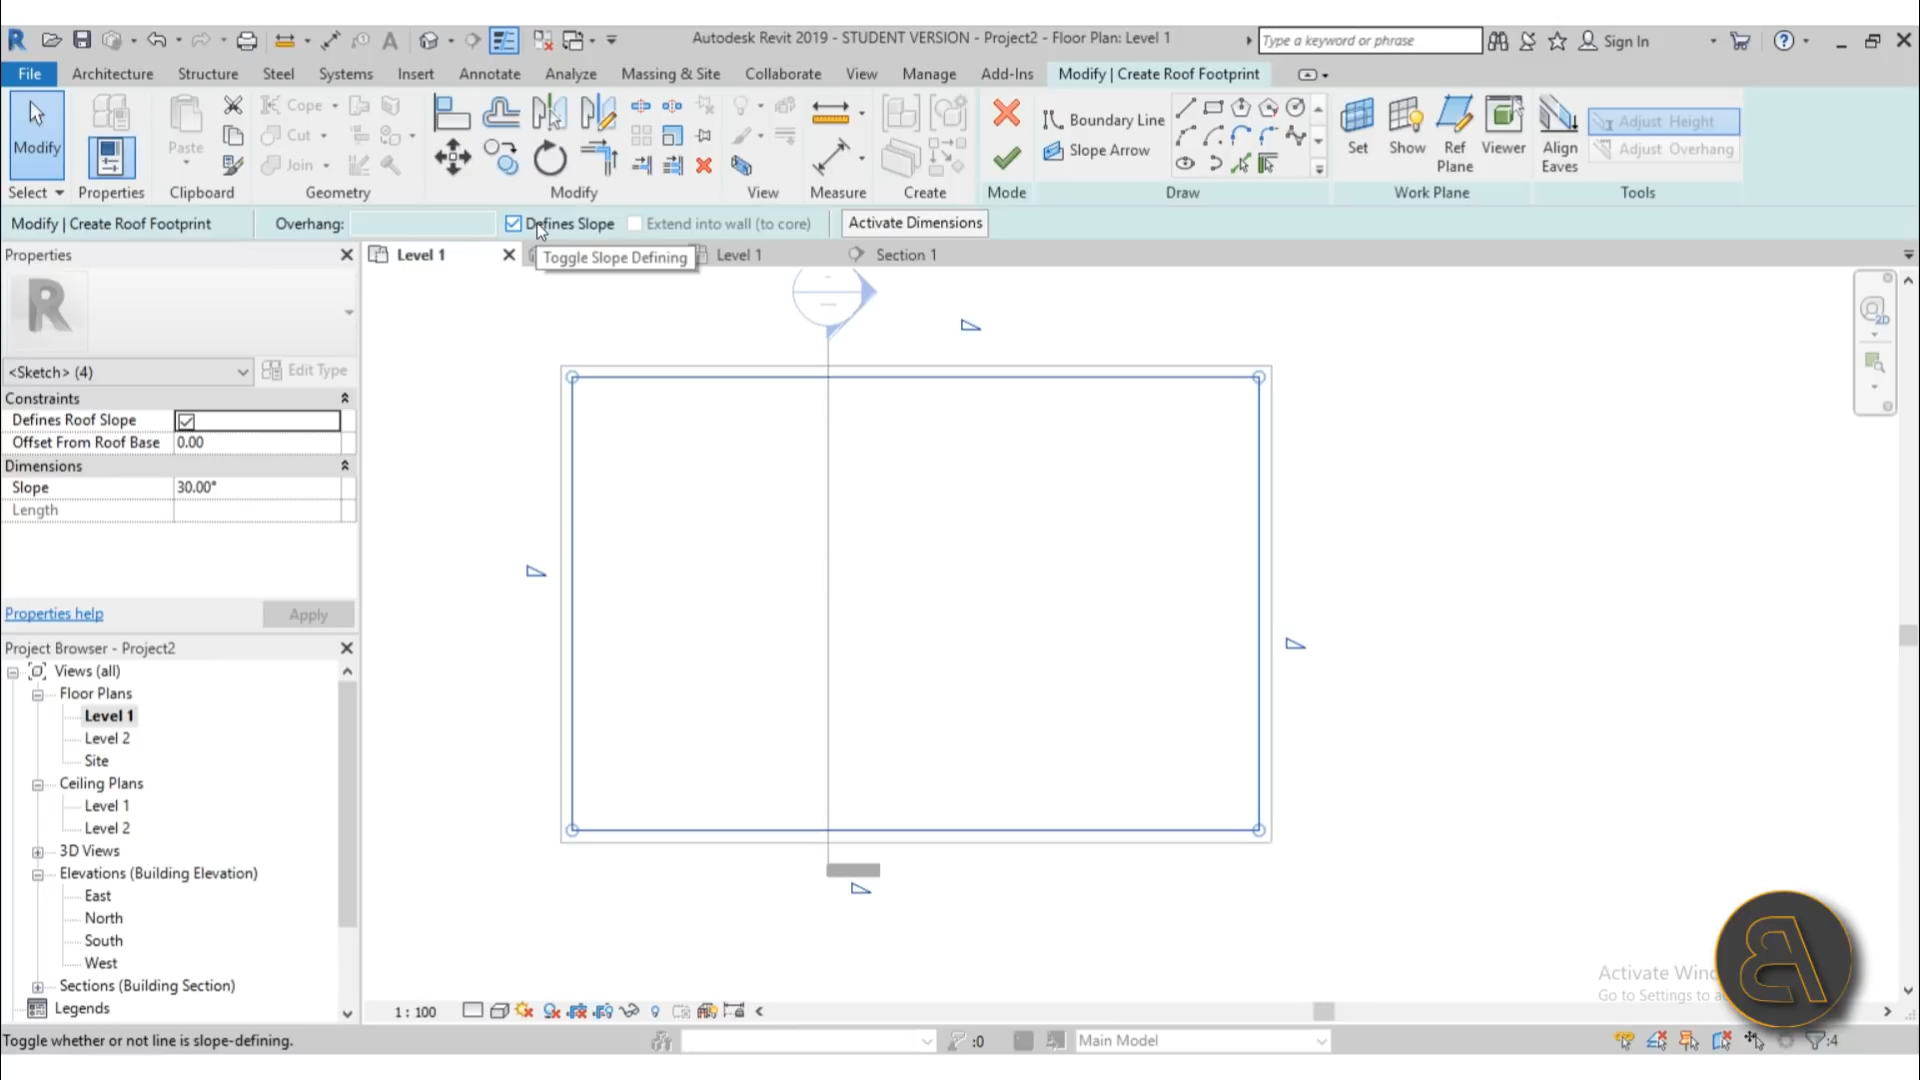 Autodesk Revit 2019 - STUDENT VERSION - Project2 - Floor Plan: Level 1
Type a keyword or phrase
Sign In
File Architecture Structure Steel Systems Insert Annotate Analyze Massing & Site Collaborate View Manage Add-Ins Modify | Create Roof Footprint
Modify
Paste
Cope
Cut
Join
Boundary Line
Slope Arrow
Set
Show
Ref
Plane
Viewer
Align
Eaves
Adjust Height
Adjust Overhang
Select Properties Clipboard Geometry Modify View Measure Create Mode Draw Work Plane Tools
Modify | Create Roof Footprint Overhang: Defines Slope Extend into wall (to core) Activate Dimensions
Properties
Level 1
Toggle Slope Defining
Level 1
Section 1
R
2D
<Sketch> (4)
Edit Type
Constraints
Defines Roof Slope
Offset From Roof Base 0.00
Dimensions
Slope 30.00°
Length
Properties help
Apply
Project Browser - Project2
Views (all)
Floor Plans
Level 1
Level 2
Site
Ceiling Plans
Level 1
Level 2
3D Views
Elevations (Building Elevation)
East
North
South
West
Sections (Building Section)
Legends
1 : 100
Activate Wind
Go to Settings to a
Toggle whether or not line is slope-defining.
:0
Main Model
:4